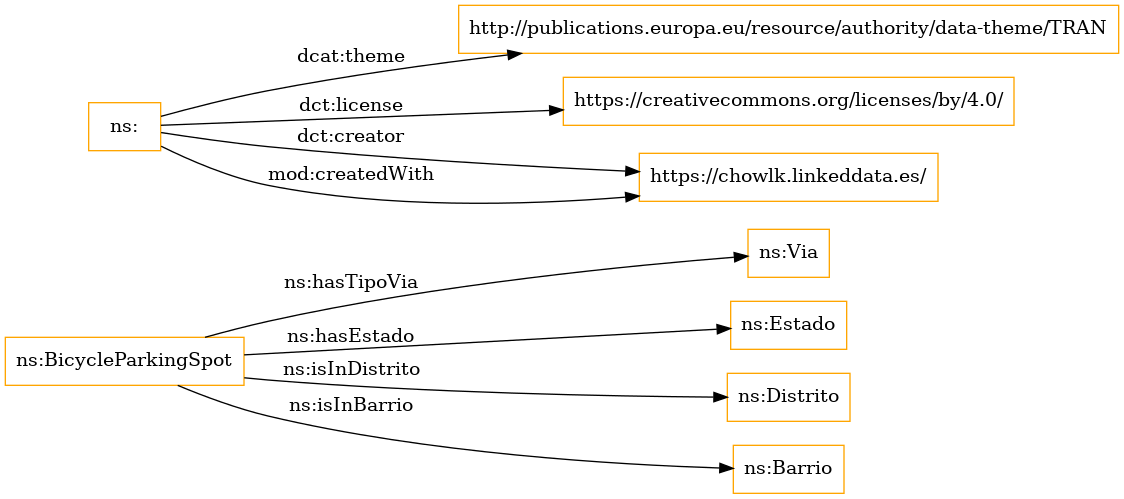 http://publications.europa.eu/resource/authority/data-theme/TRAN
dcat:theme
dct:license
https://creativecommons.org/licenses/by/4.0/
ns:
dct:creator
mod:createdWith
https://chowlk.linkeddata.es/
ns:Via
ns:hasTipoVia
ns:hasEstado
ns:Estado
ns:BicycleParkingSpot
ns:isInDistrito
ns:Distrito
ns:isInBarrio
ns:Barrio